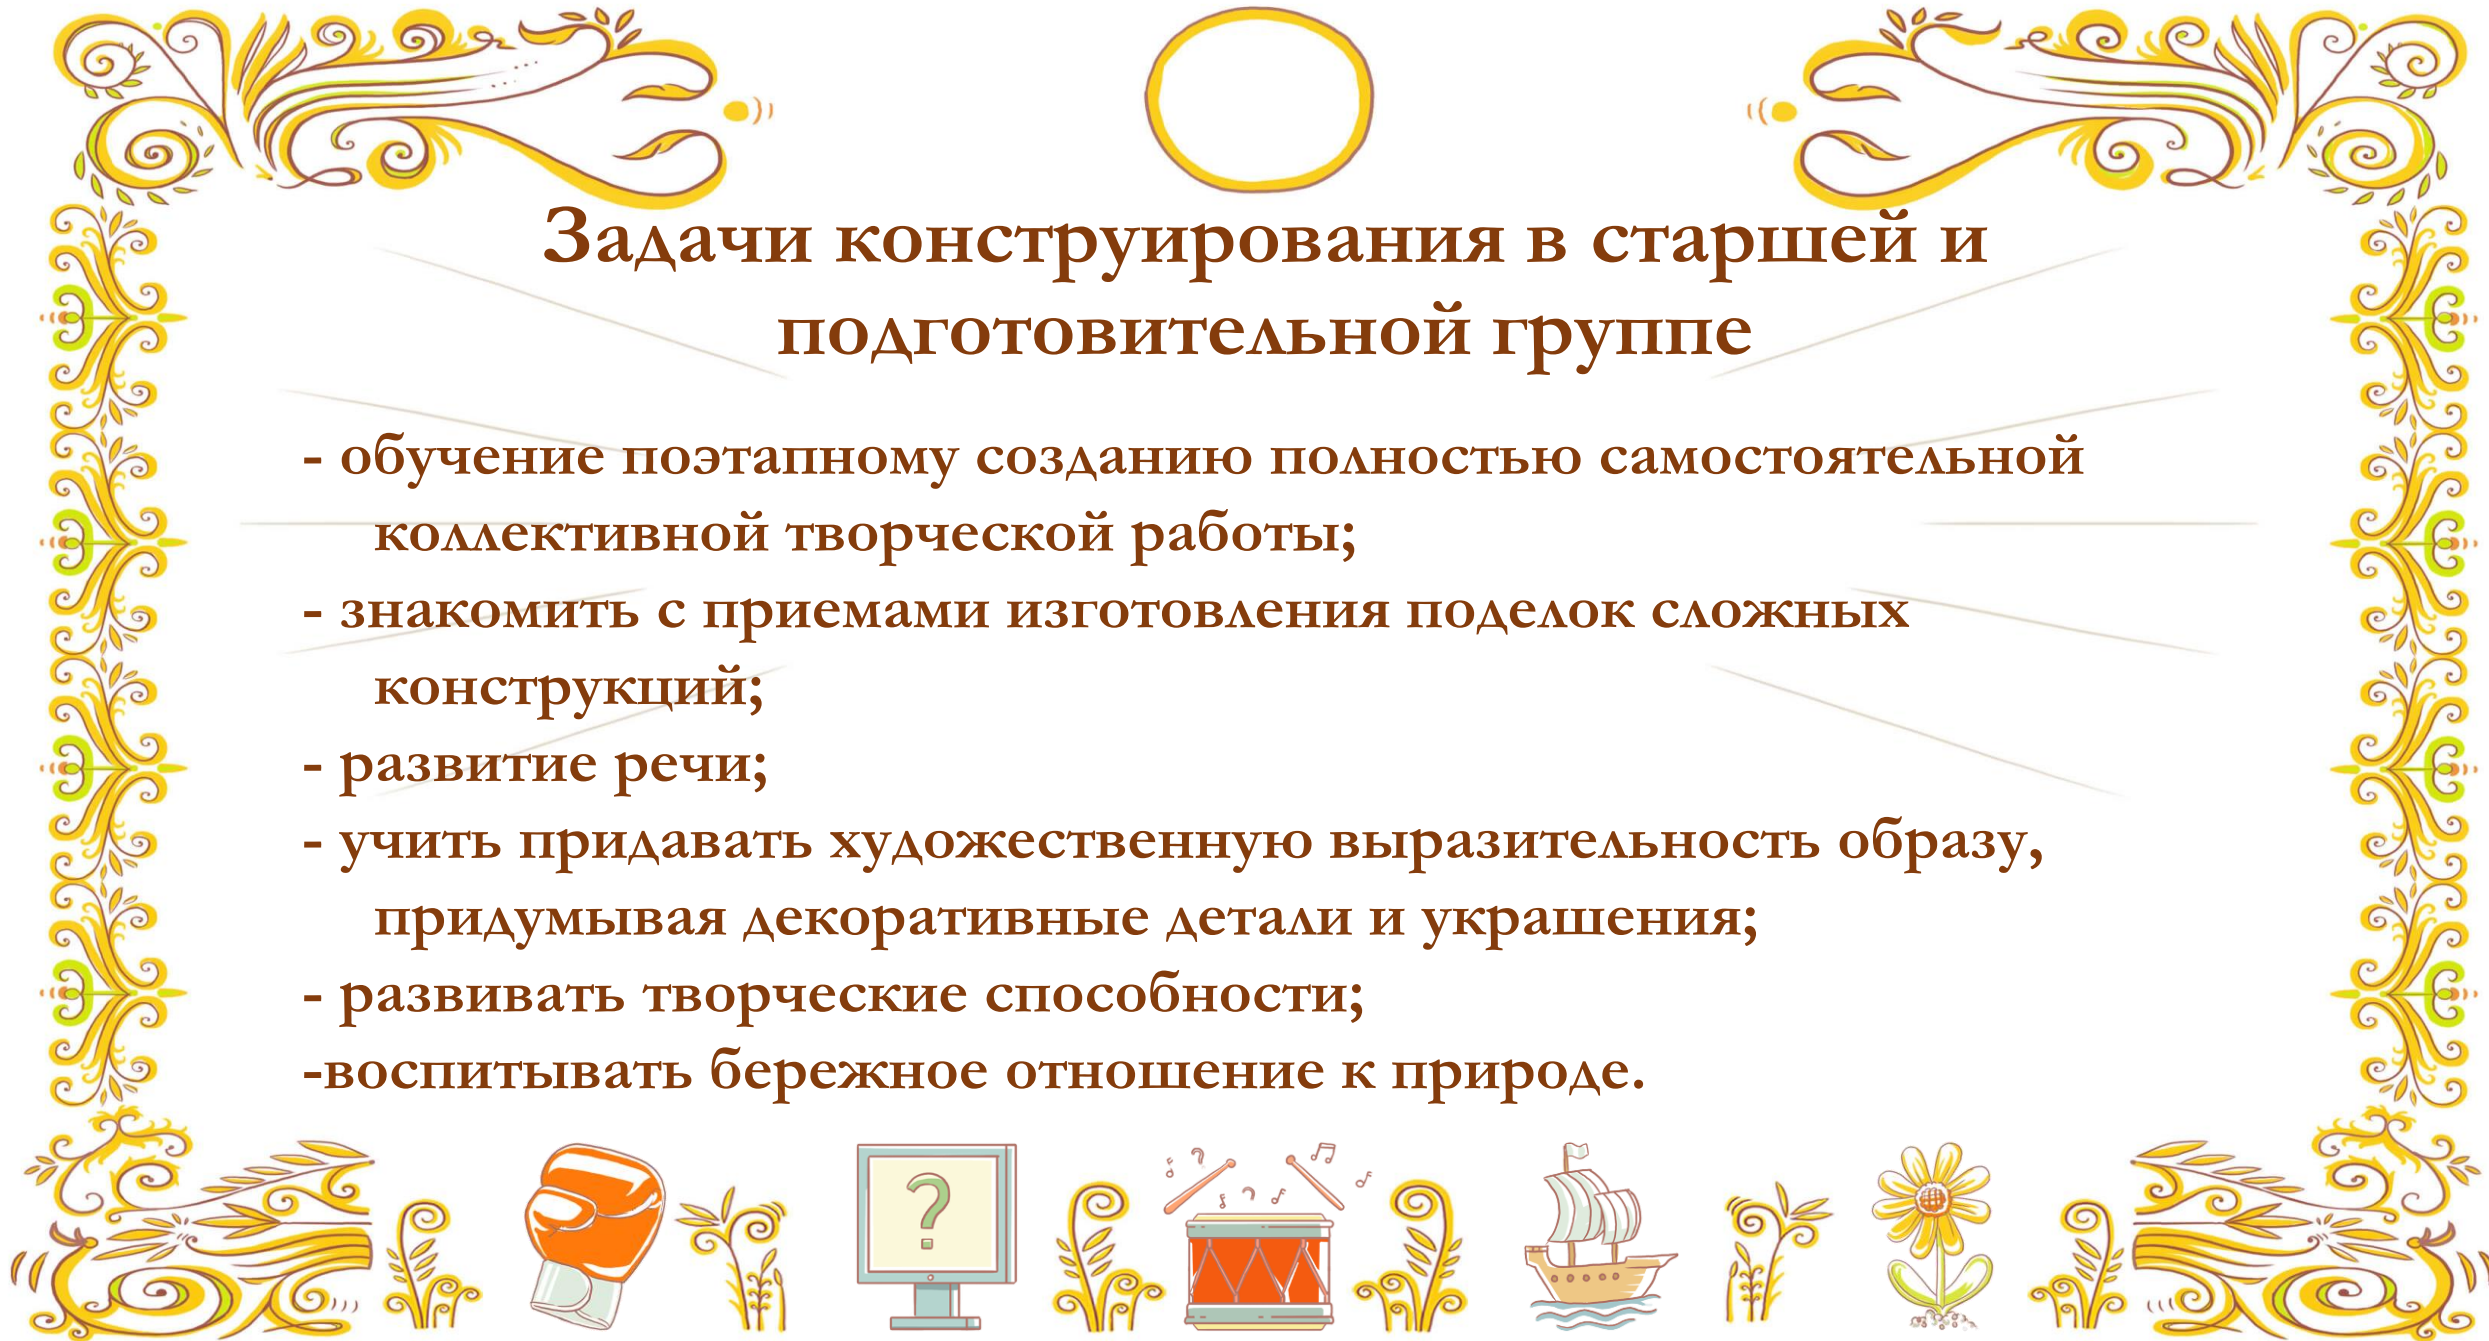 Задачи конструирования в старшей и
подготовительной группе
- обучение поэтапному созданию полностью самостоятельной
коллективной творческой работы;
- знакомить с приемами изготовления поделок сложных
конструкций;
- развитие речи;
- учить придавать художественную выразительность образу,
придумывая декоративные детали и украшения;
- развивать творческие способности;
-воспитывать бережное отношение к природе.
?